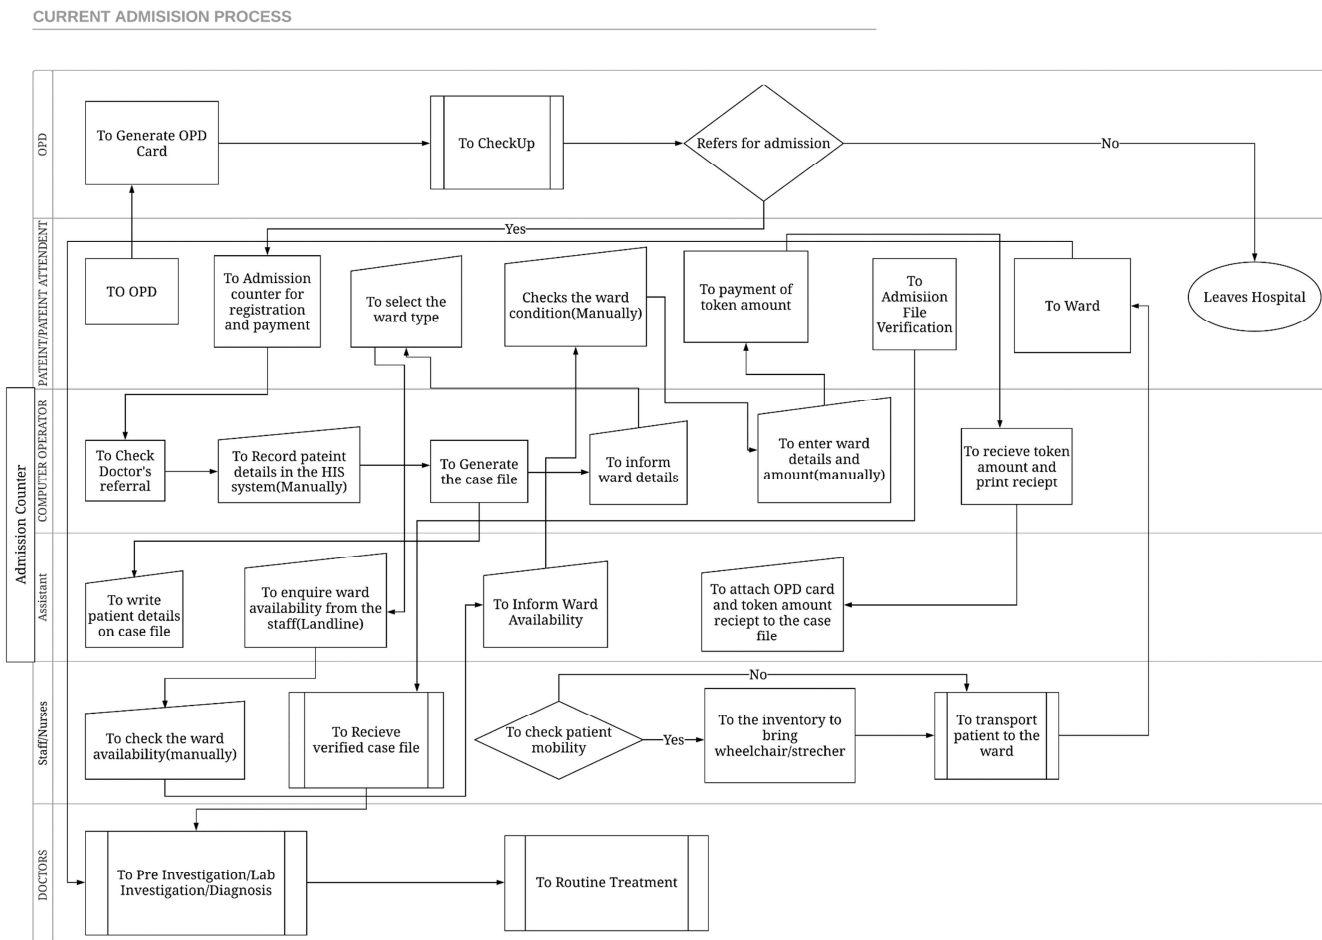 CURRENT ADMISISION PROCESS
OPD
To Generate OPD
Card
To CheckUp
Refers for admission
No
Yes
PATEINT/PATEINT ATTENDENT
TO OPD
To Admission
counter for
registration
and payment
To select the
ward type
Checks the ward
condition(Manually)
To payment of
token amount
To
Admisiion
File
Verification
To Ward
Leaves Hospital
Admission Counter
COMPUTER OPERATOR
To Check
Doctor's
referral
To Record pateint
details in the HIS
system(Manually)
To Generate
the case file
To inform
ward details
To enter ward
details and
amount(manually)
To recieve token
amount and
print reciept
Assistant
To write
patient details
on case file
To enquire ward
availability from the
staff(Landline)
To Inform Ward
Availability
To attach OPD card
and token amount
reciept to the case
file
Staff/Nurses
To check the ward
availability(manually)
To Recieve
verified case file
To check patient
mobility
No
Yes
To the inventory to
bring
wheelchair/strecher
To transport
patient to the
ward
DOCTORS
To Pre Investigation/Lab
Investigation/Diagnosis
To Routine Treatment